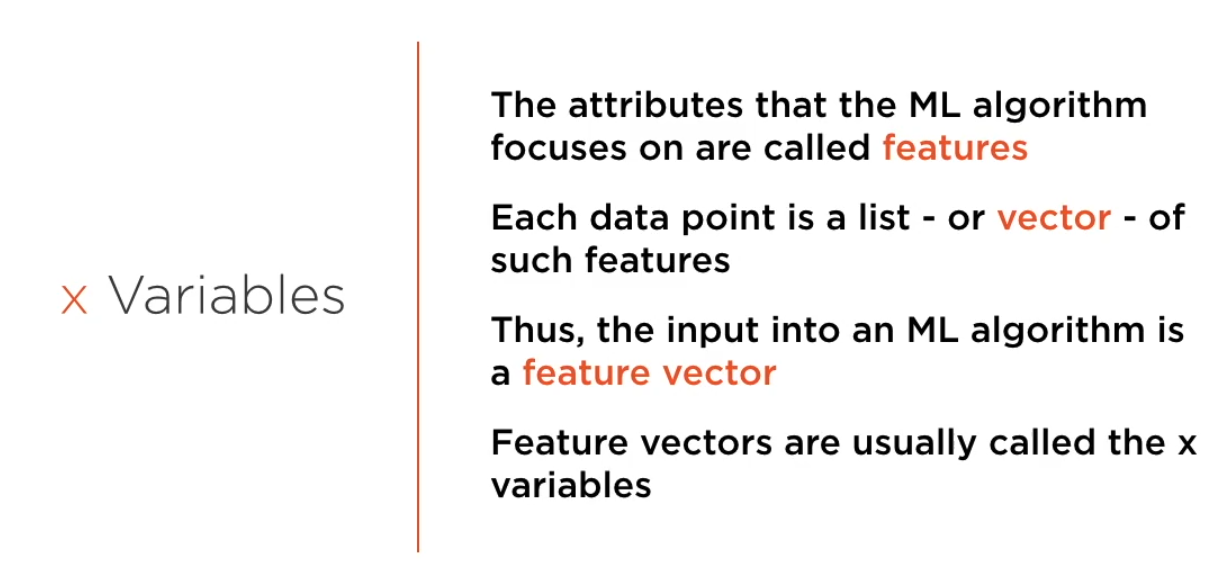 x Variables
The attributes that the ML algorithm
focuses on are called features
Each data point is a list - or vector - of
such features
Thus, the input into an ML algorithm is
a feature vector
Feature vectors are usually called the x
variables